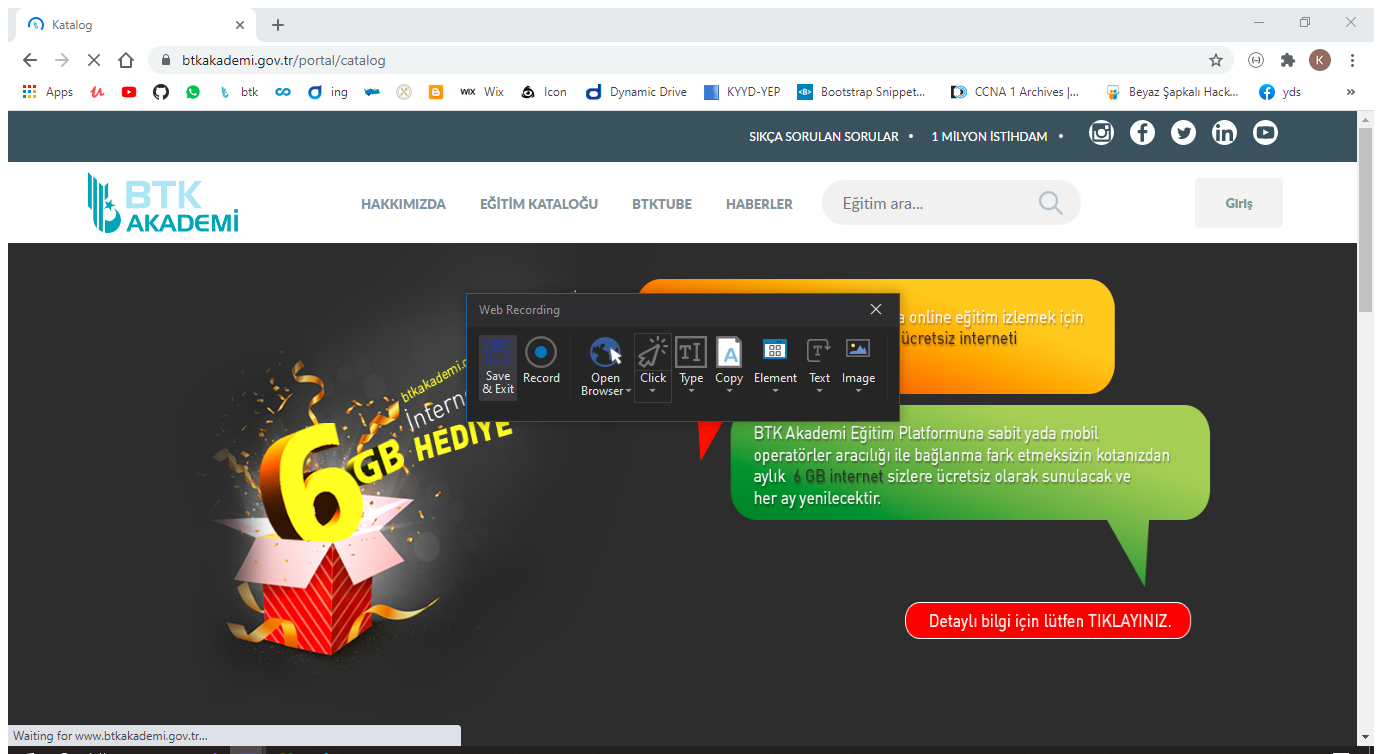 Katalog
btkakademi.gov.tr/portal/catalog
K
Apps
btk
ing
WIX Wix
Icon
Dynamic Drive
KYYD-YEP
Bootstrap Snippet...
CCNA 1 Archives |...
Beyaz Şapkalı Hack...
yds
»
SIKÇA SORULAN SORULAR •
1 MİLYON İSTİHDAM •
BTK
AKADEMİ
HAKKIMIZDA
EĞİTİM KATALOĞU
BTKTUBE
HABERLER
Eğitim ara...
Giriş
Web Recording
Save
& Exit
Record
Open
Browser
Click
Type
Copy
Element
Text
Image
a online eğitim izlemek için
ücretsiz interneti
btkakademi.
İntern
6
GB HEDİYE
BTK Akademi Eğitim Platformuna sabit yada mobil
operatörler aracılığı ile bağlanma fark etmeksizin kotanızdan
aylık 6 GB internet sizlere ücretsiz olarak sunulacak ve
her ay yenilecektir.
Detaylı bilgi için lütfen TIKLAYINIZ.
Waiting for www.btkakademi.gov.tr...